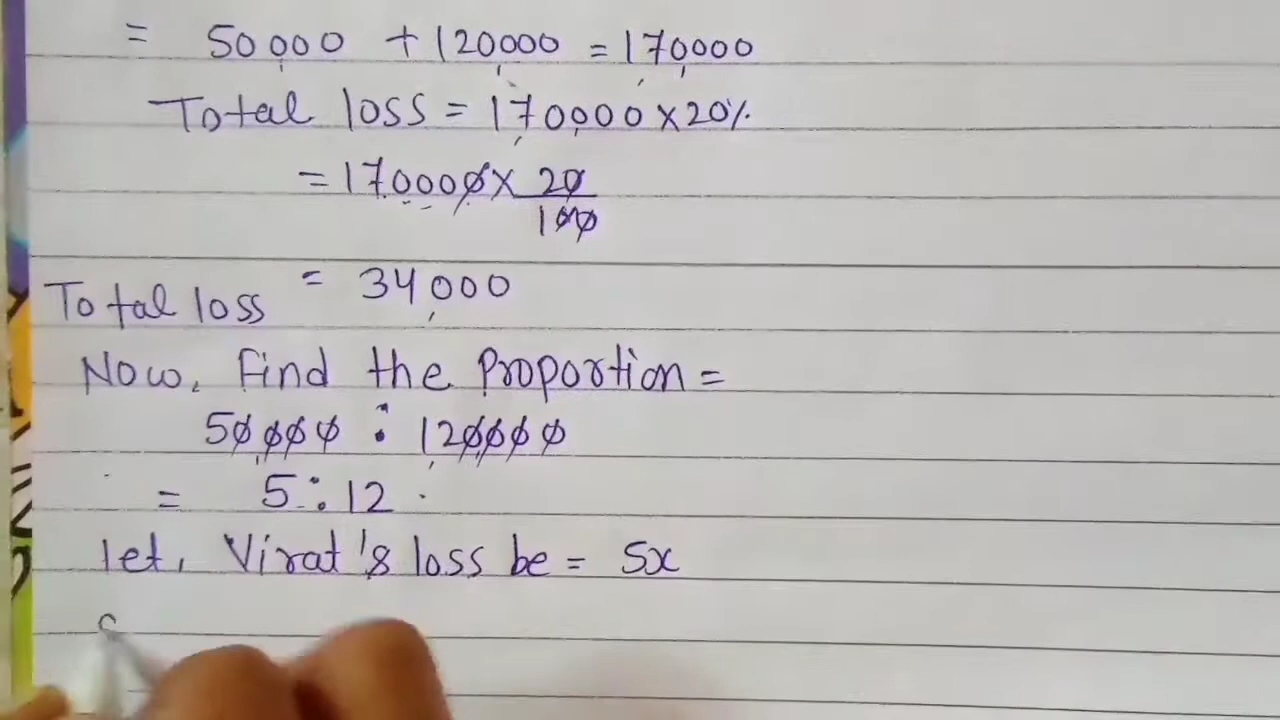 = 50000 + 120000 = 170000
Total loss = 170000 × 20%
= 170000 × 20/100
Total loss = 34000
Now, Find the Proportion =
50000 : 120000
= 5 : 12
let, Virat's loss be = 5x